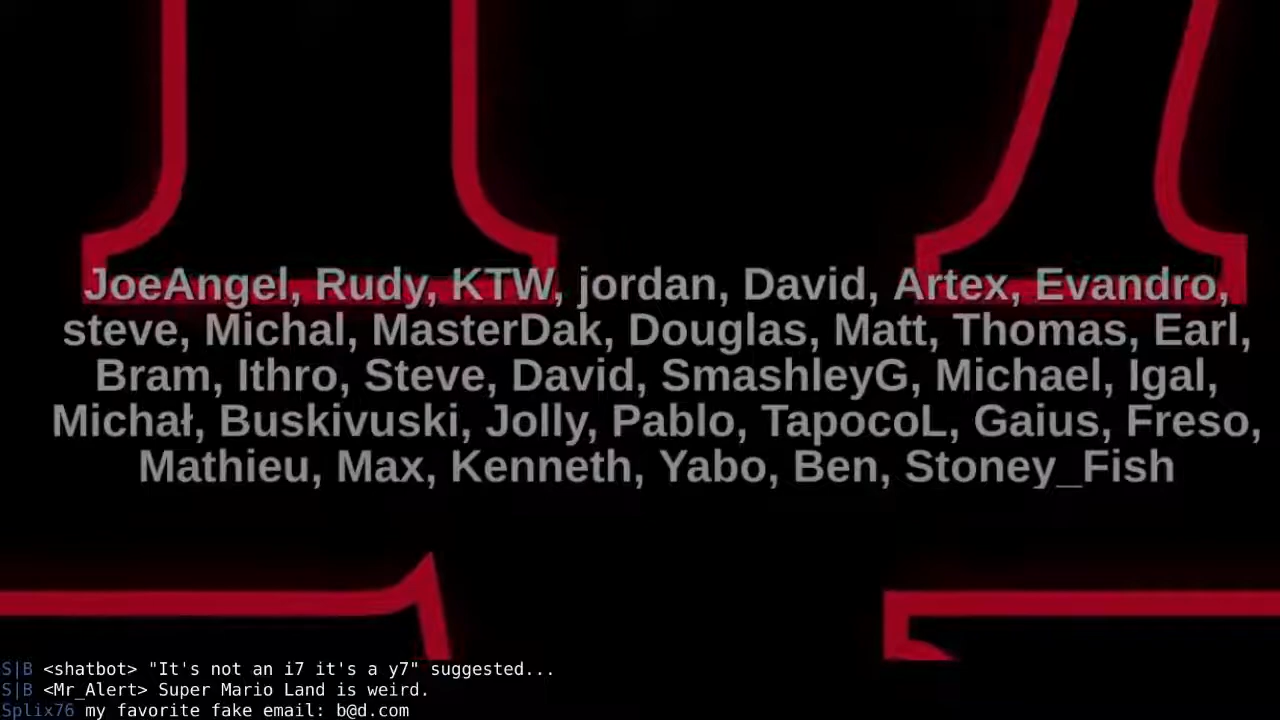 JoeAngel, Rudy, KTW, jordan, David, Artex, Evandro,
steve, Michal, MasterDak, Douglas, Matt, Thomas, Earl,
Bram, Ithro, Steve, David, SmashleyG, Michael, Igal,
Michał, Buskivuski, Jolly, Pablo, TapocoL, Gaius, Freso,
Mathieu, Max, Kenneth, Yabo, Ben, Stoney_Fish
S|B <shatbot> "It's not an i7 it's a y7" suggested...
S|B <Mr_Alert> Super Mario Land is weird.
Splix76 my favorite fake email: b@d.com